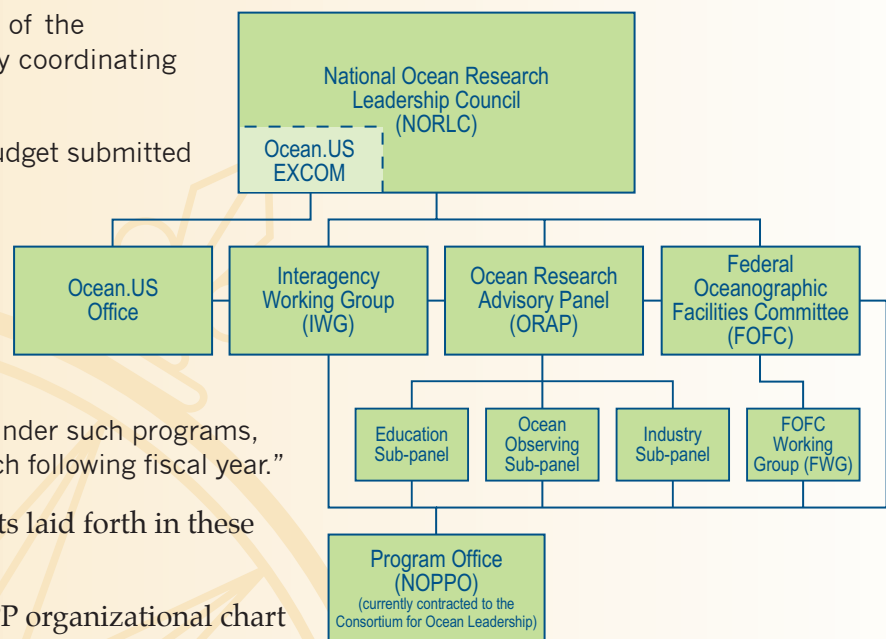 of the
y coordinating
udget submitted
nder such programs,
ch following fiscal year.”
ts laid forth in these
P organizational chart
National Ocean Research
Leadership Council
(NORLC)
Ocean.US
EXCOM
Ocean.US
Office
Interagency
Working Group
(IWG)
Ocean Research
Advisory Panel
(ORAP)
Federal
Oceanographic
Facilities Committee
(FOFC)
Education
Sub-panel
Ocean
Observing
Sub-panel
Industry
Sub-panel
FOFC
Working
Group (FWG)
Program Office
(NOPPO)
(currently contracted to the
Consortium for Ocean Leadership)